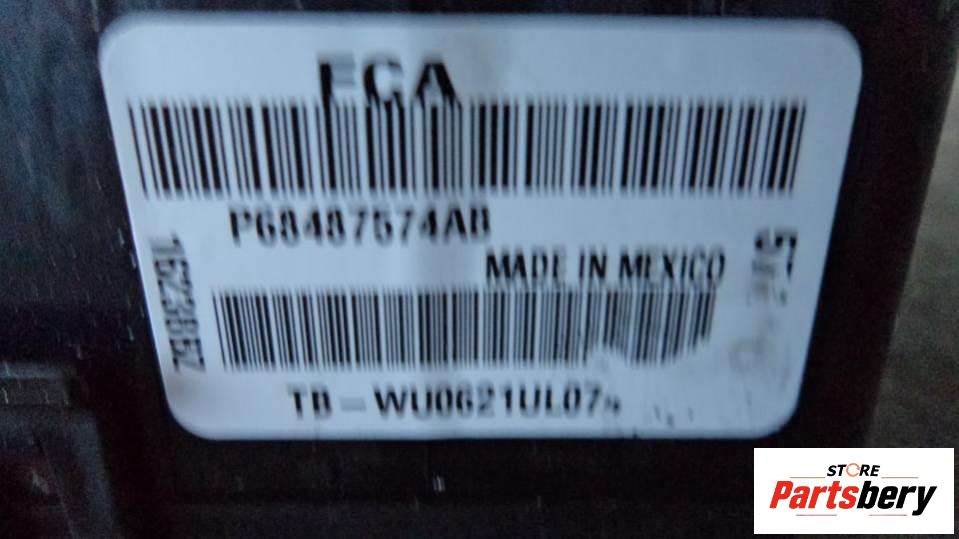 FCA
P68487574AB
MADE IN MEXICO
TB-WU0621UL07
STORE
Partsbery